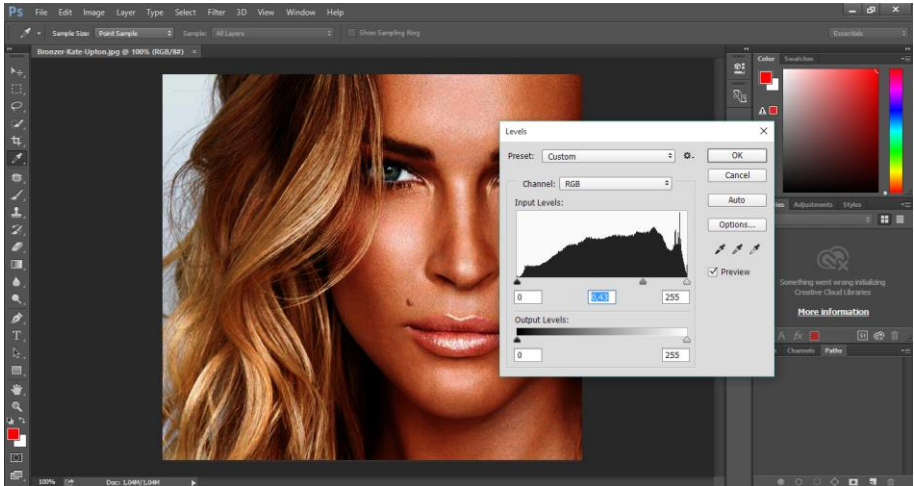 Ps File Edit Image Layer Type Select Filter 3D View Window Help
Sample Size: Point Sample Sample: All Layers Show Sampling Ring Essentials
Bronzer-Kate-Upton.jpg @ 100% (RGB/8#) ×
Color Swatches
Levels
Preset: Custom OK
Cancel
Channel: RGB
Auto
Input Levels:
Options...
Preview
0 0,43 255
Output Levels:
0 255
Adjustments Styles
Something went wrong initializing
Creative Cloud Libraries
More information
St
Channels Paths
T
100% Doc: 1,04M/1,04M